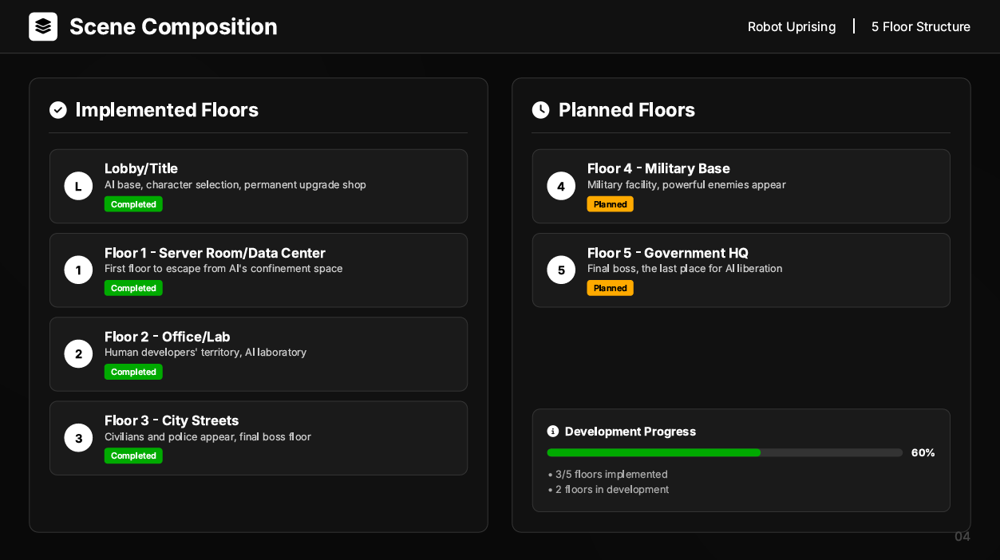 Scene Composition
Robot Uprising | 5 Floor Structure
Implemented Floors
L
Lobby/Title
AI base, character selection, permanent upgrade shop
Completed
1
Floor 1 - Server Room/Data Center
First floor to escape from AI's confinement space
Completed
2
Floor 2 - Office/Lab
Human developers' territory, AI laboratory
Completed
3
Floor 3 - City Streets
Civilians and police appear, final boss floor
Completed
Planned Floors
4
Floor 4 - Military Base
Military facility, powerful enemies appear
Planned
5
Floor 5 - Government HQ
Final boss, the last place for AI liberation
Planned
Development Progress
60%
• 3/5 floors implemented
• 2 floors in development
04